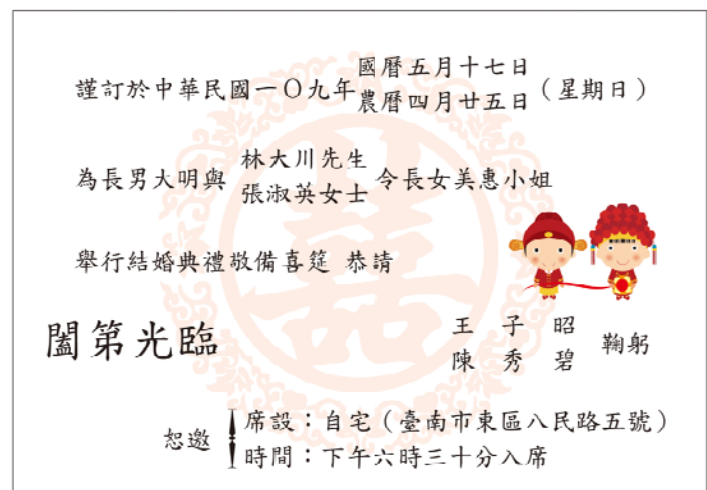 國曆五月十七日
謹訂於中華民國一〇九年 (星期日)
農曆四月廿五日
林大川先生
為長男大明與 令長女美惠小姐
張淑英女士
舉行結婚典禮敬備喜筵 恭請
闔第光臨
王子昭
陳秀碧
鞠躬
恕邀
席設：自宅（臺南市東區八民路五號）
時間：下午六時三十分入席
囍